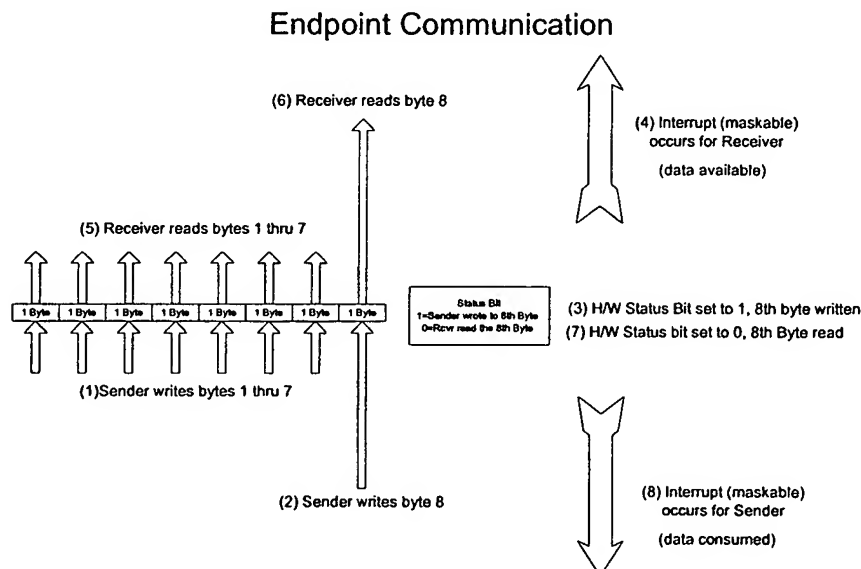 Endpoint Communication
(6) Receiver reads byte 8
(4) Interrupt (maskable)
occurs for Receiver
(data available)
(5) Receiver reads bytes 1 thru 7
1 Byte 1 Byte 1 Byte 1 Byte 1 Byte 1 Byte 1 Byte 1 Byte
Status Bit
1=Sender wrote to 8th Byte
0=Rcvr read the 8th Byte
(3) H/W Status Bit set to 1, 8th byte written
(7) H/W Status bit set to 0, 8th Byte read
(1)Sender writes bytes 1 thru 7
(2) Sender writes byte 8
(8) Interrupt (maskable)
occurs for Sender
(data consumed)